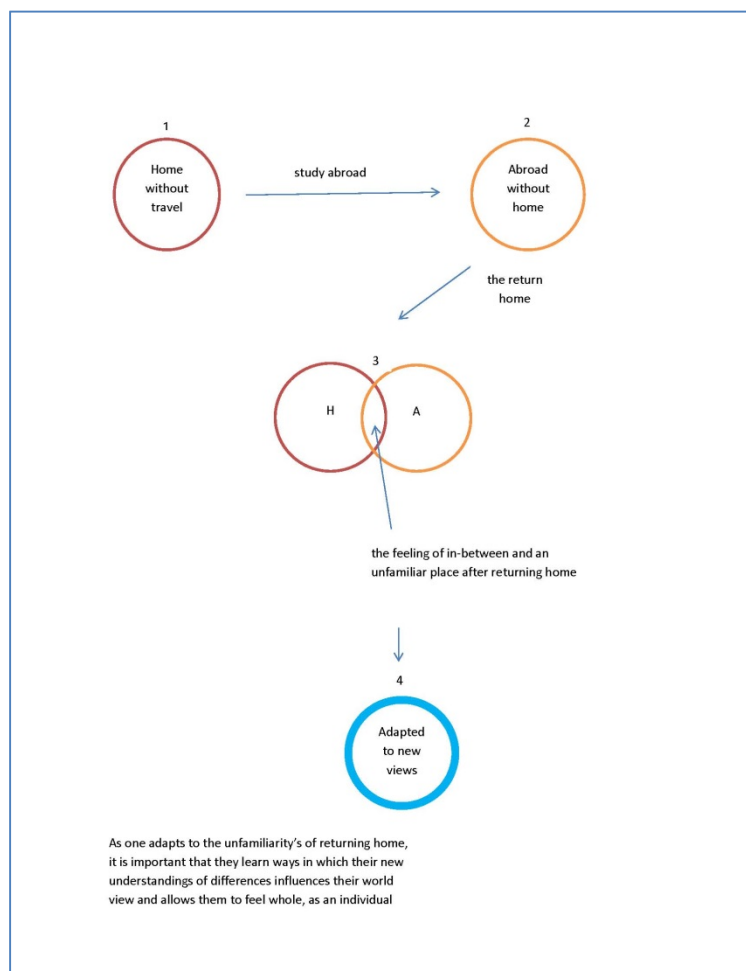 1
Home
without
travel
study abroad
2
Abroad
without
home
the return
home
3
H
A
the feeling of in-between and an
unfamiliar place after returning home
4
Adapted
to new
views
As one adapts to the unfamiliarity's of returning home,
it is important that they learn ways in which their new
understandings of differences influences their world
view and allows them to feel whole, as an individual